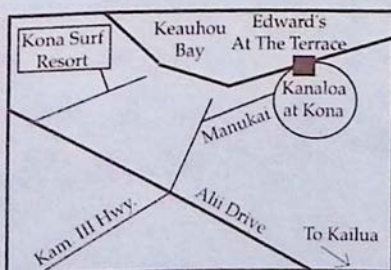 Kona Surf
Resort
Keauhou
Bay
Edward's
At The Terrace
Kanaloa
at Kona
Manukai
Kam. III Hwy.
Alii Drive
To Kailua